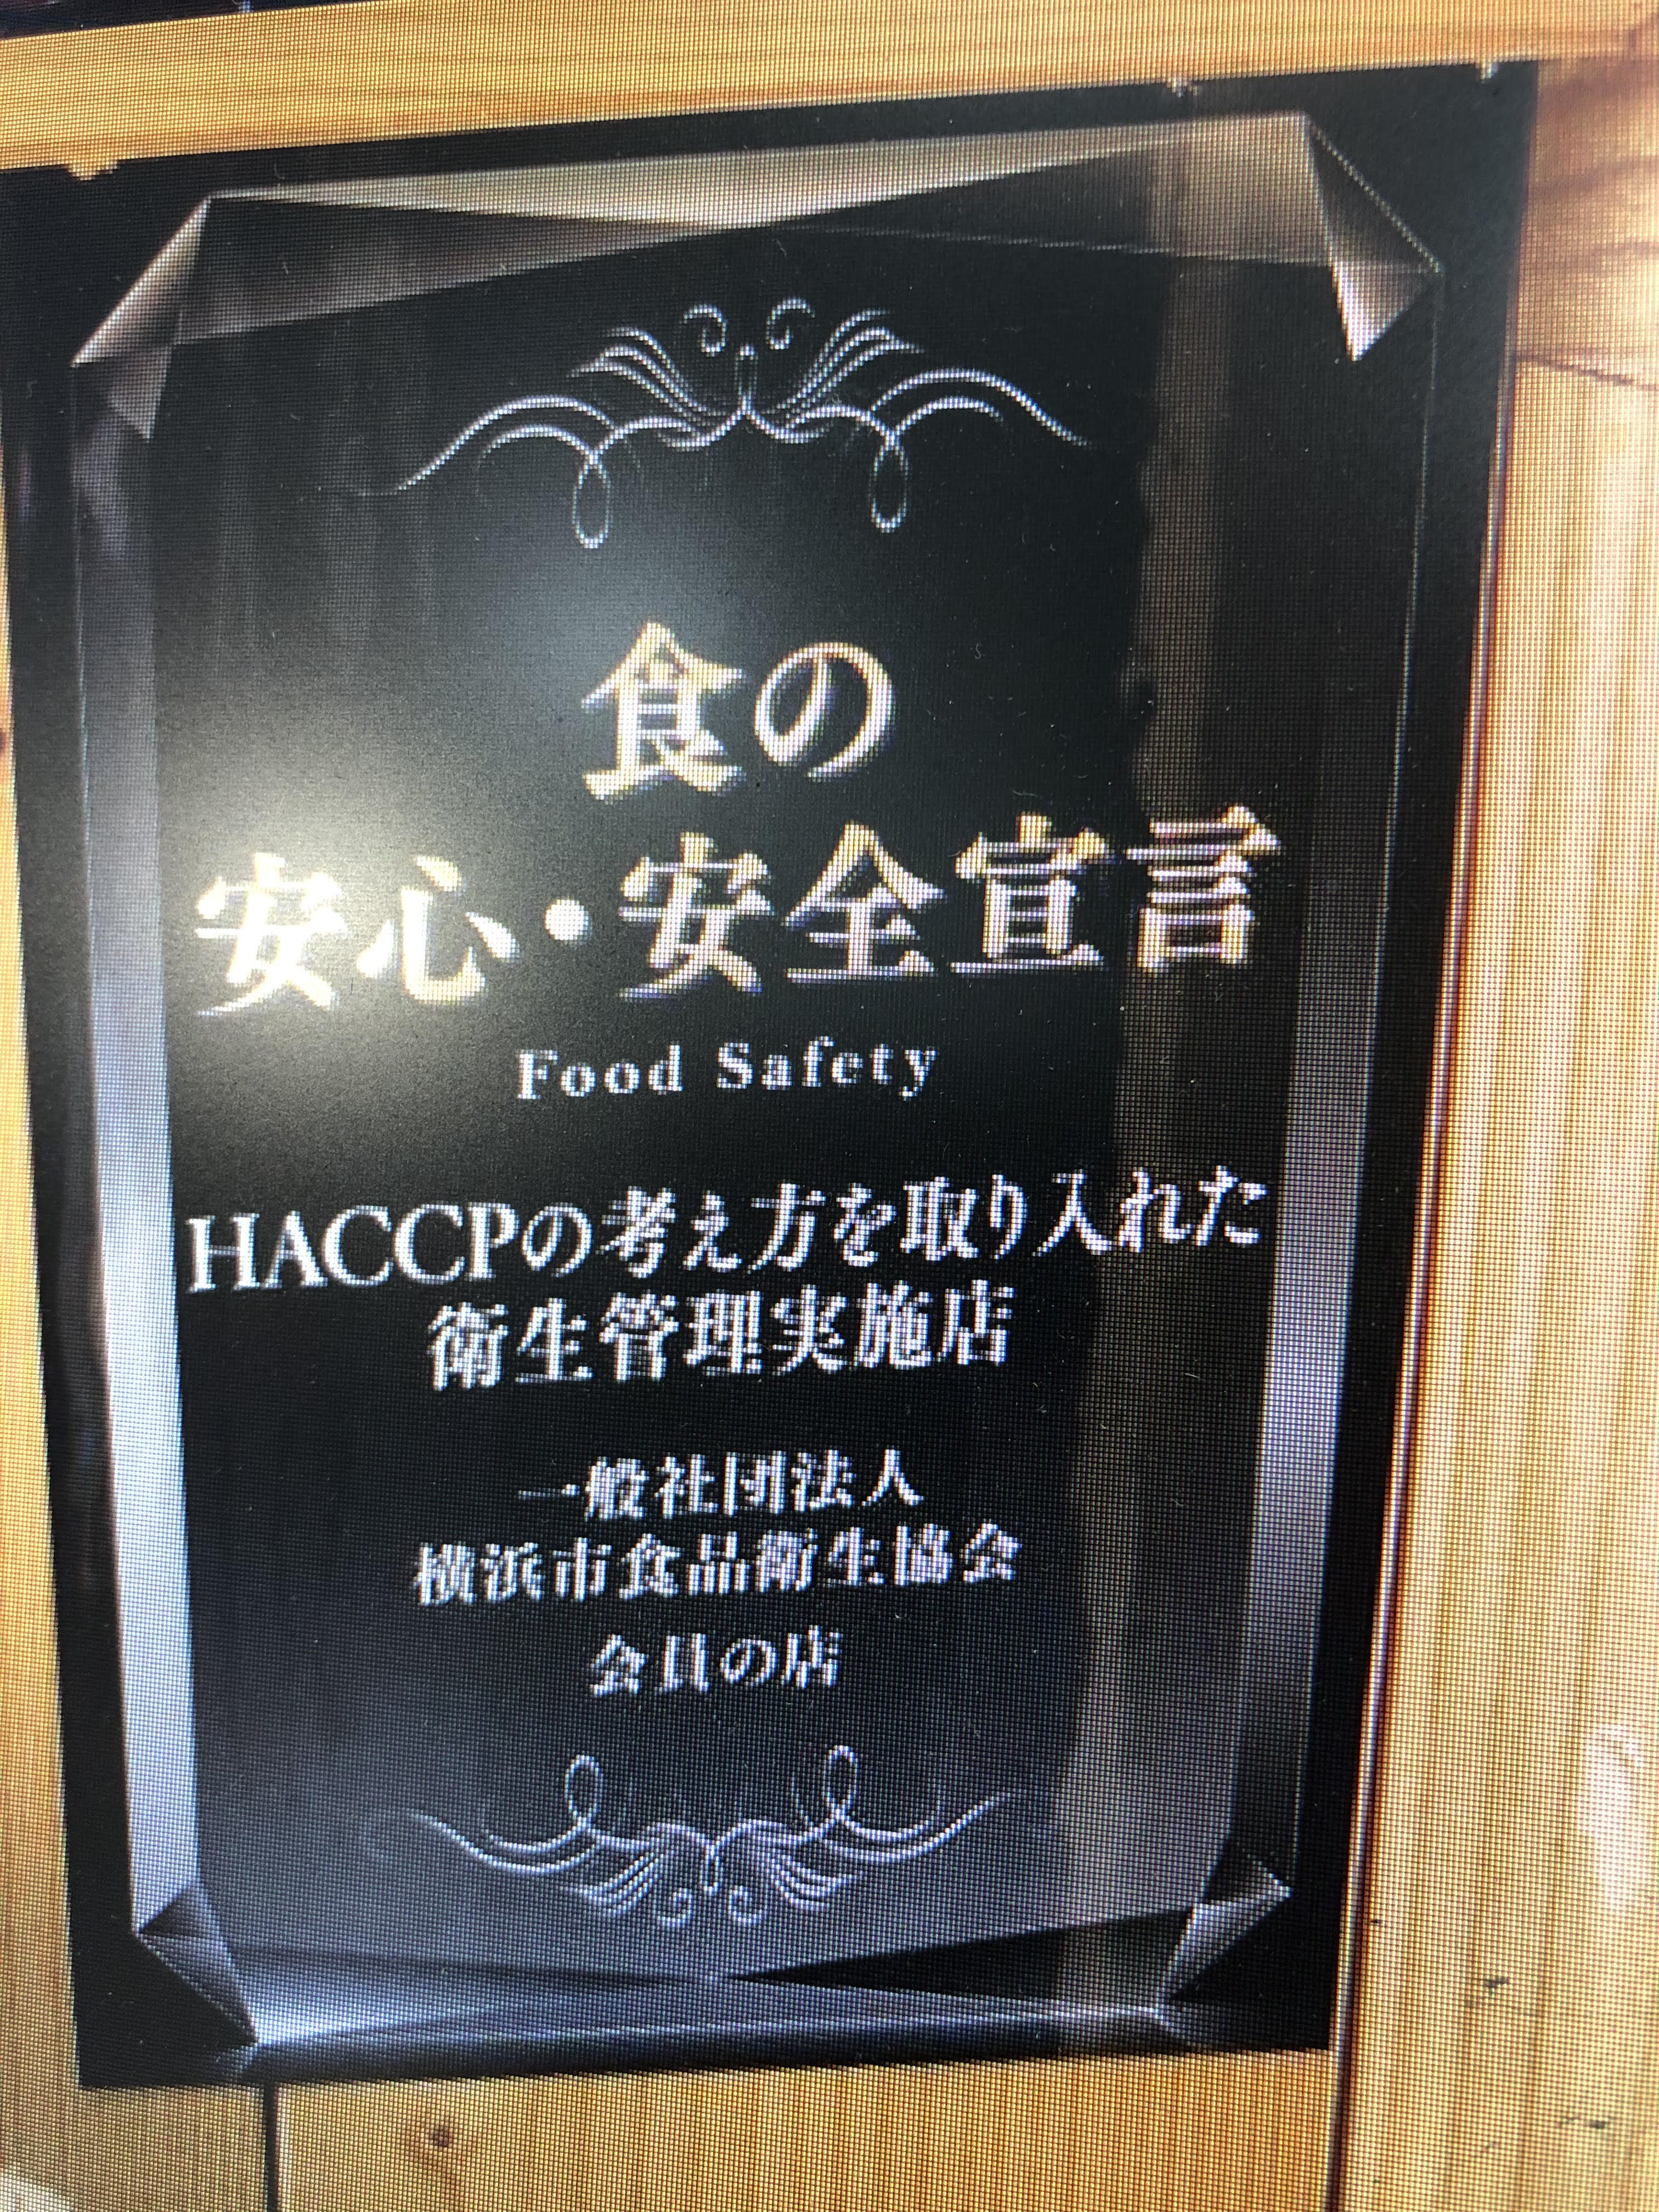 食の
安心・安全宣言
Food Safety
HACCPの考え方を取り入れた
衛生管理実施店
一般社団法人
横浜市食品衛生協会
会員の店